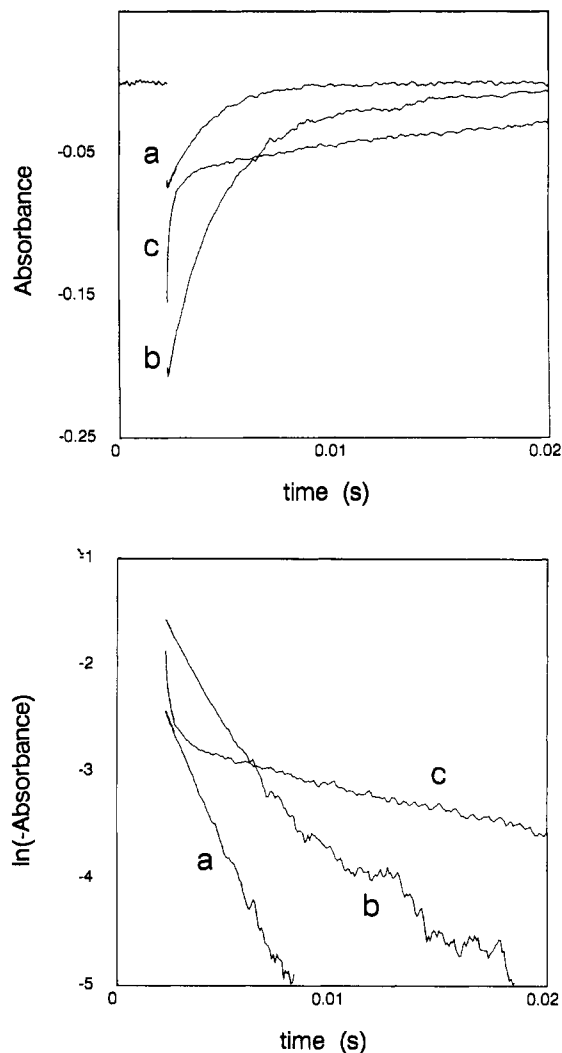 Absorbance
-0.05
-0.15
-0.25
a
c
b
0
0.01
0.02
time (s)
ln(-Absorbance)
-1
-2
-3
-4
-5
c
a
b
0
0.01
0.02
time (s)